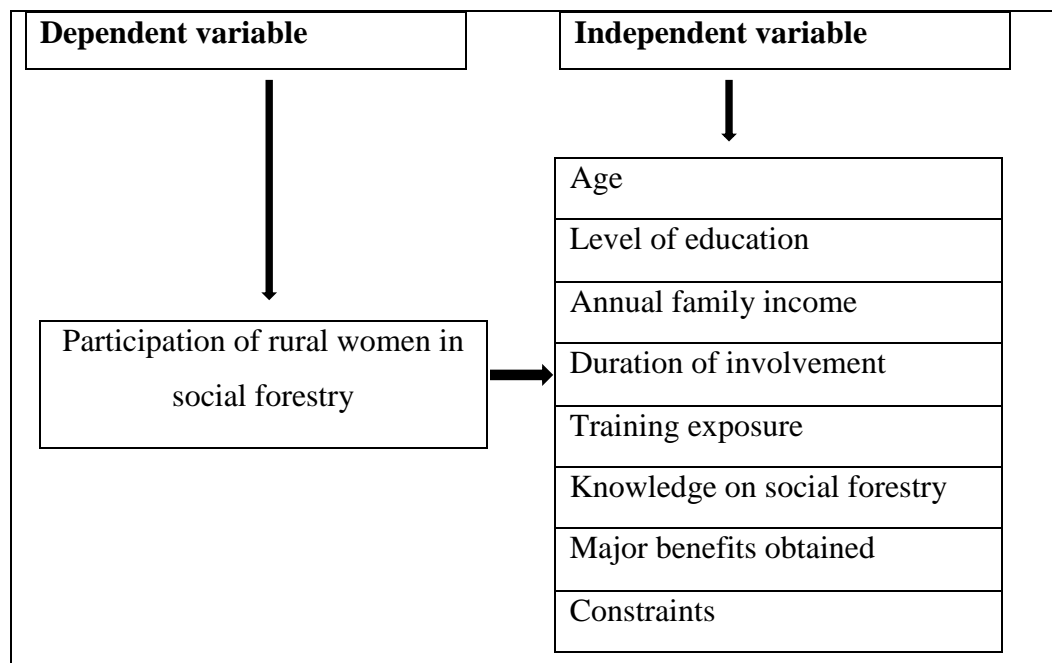 Dependent variable
Independent variable
Participation of rural women in
social forestry
Age
Level of education
Annual family income
Duration of involvement
Training exposure
Knowledge on social forestry
Major benefits obtained
Constraints